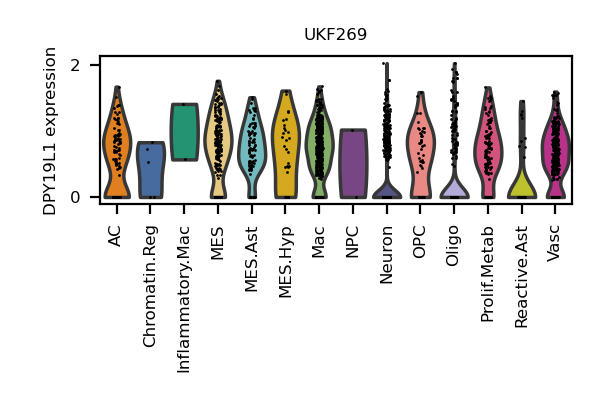 UKF269
DPY19L1 expression
2
0
AC
Chromatin.Reg
Inflammatory.Mac
MES
MES.Ast
MES.Hyp
Mac
NPC
Neuron
OPC
Oligo
Prolif.Metab
Reactive.Ast
Vasc